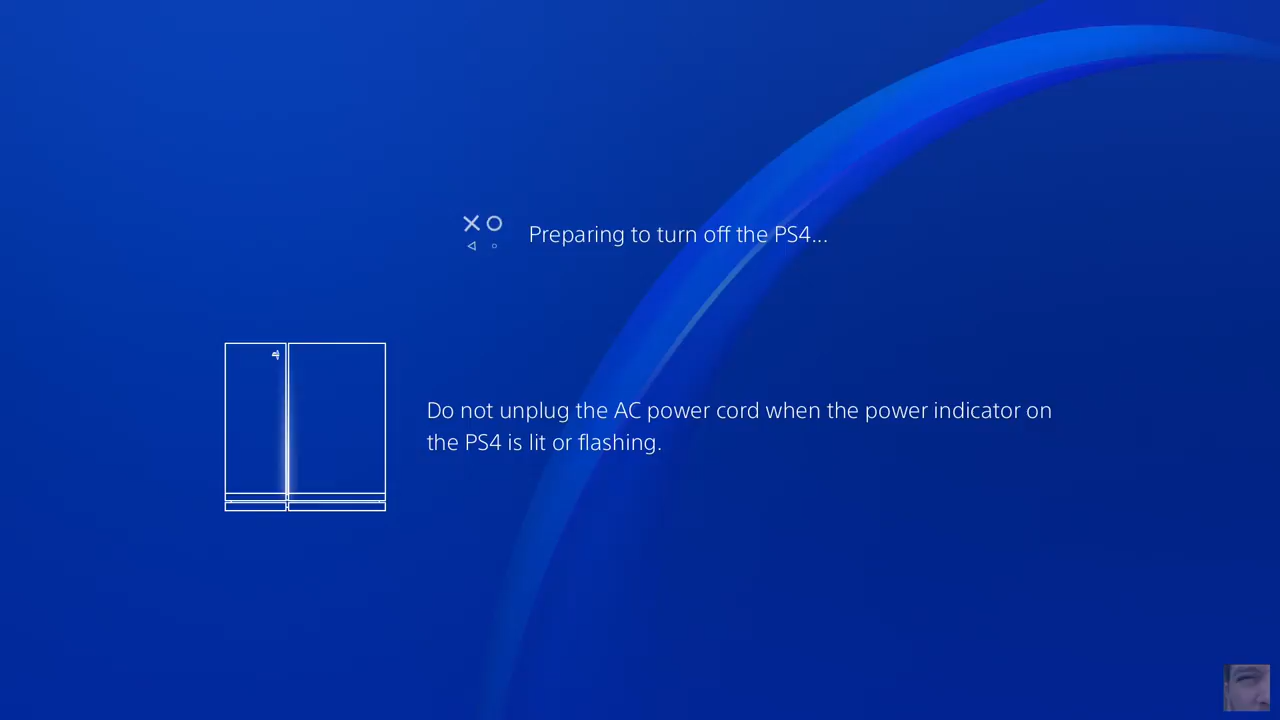 Preparing to turn off the PS4...
Do not unplug the AC power cord when the power indicator on
the PS4 is lit or flashing.